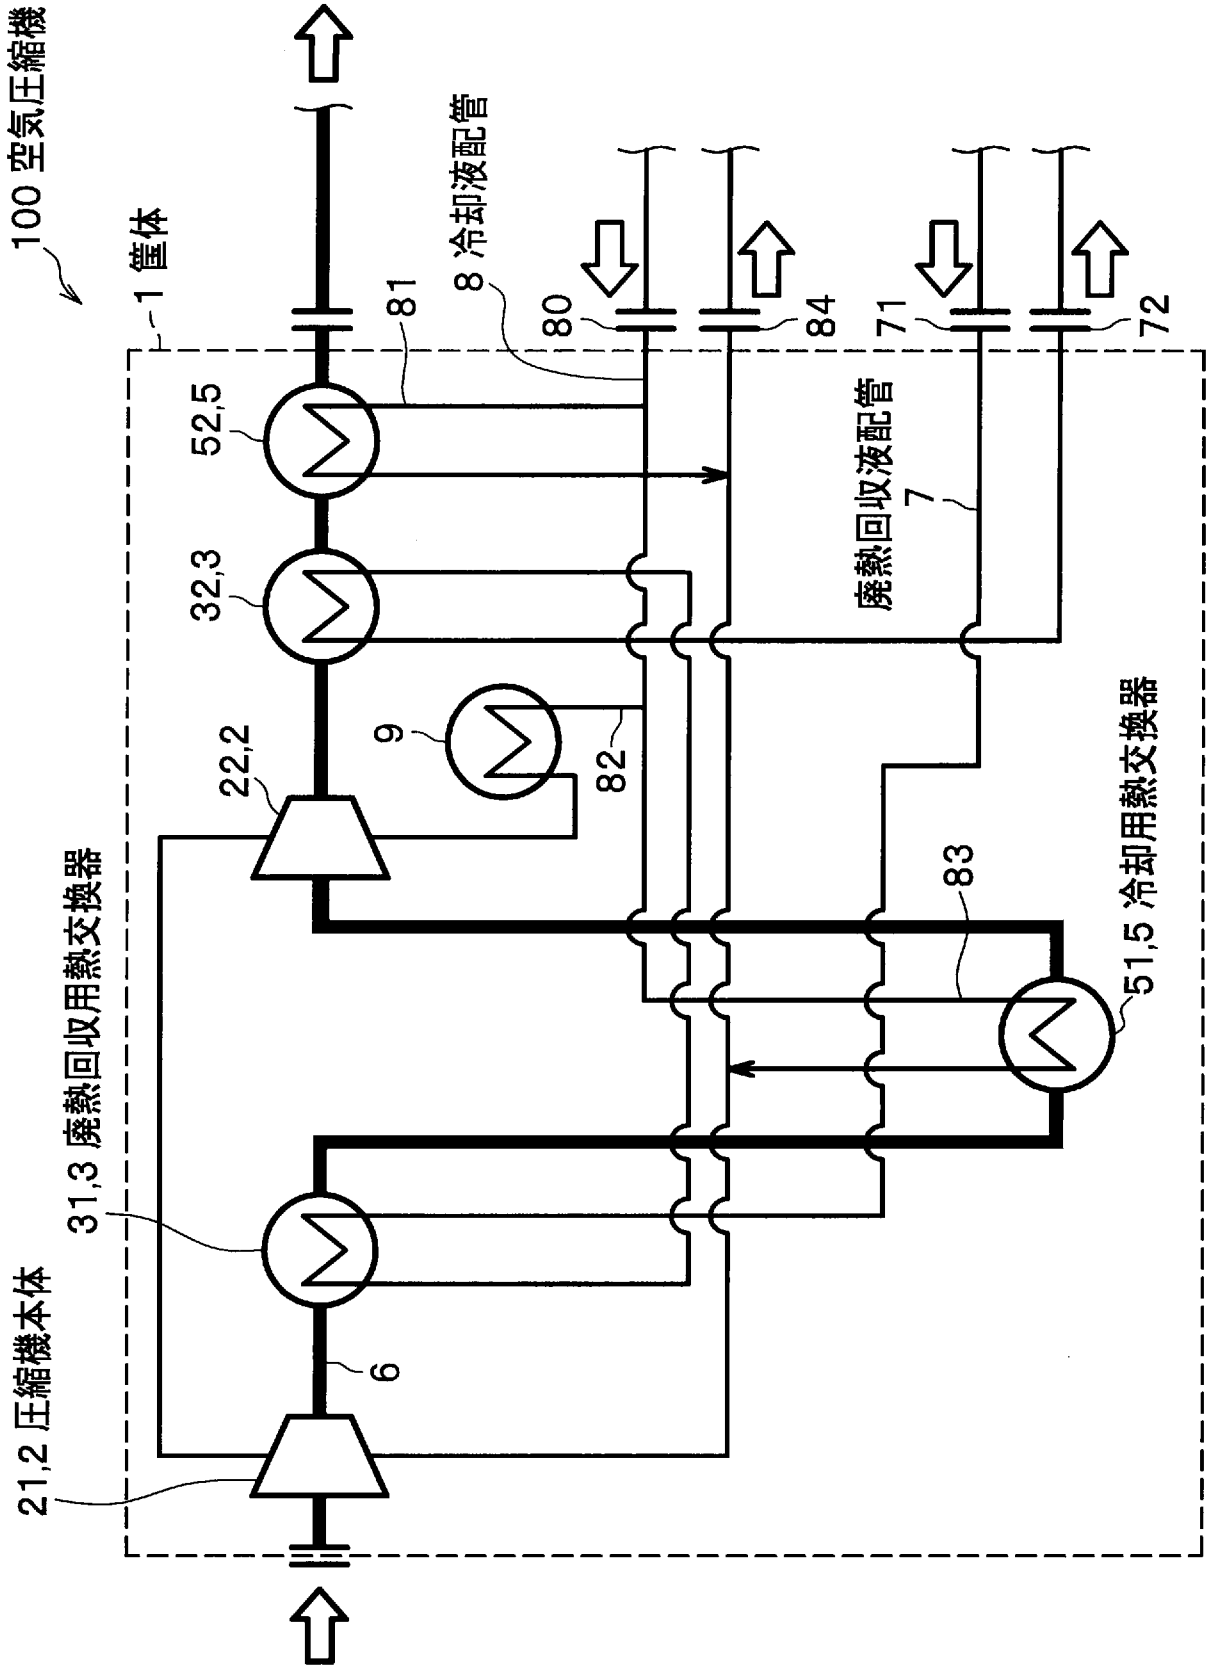 100 空気圧縮機
1 筐体
21,2 圧縮機本体
31,3 廃熱回収用熱交換器
22,2
32,3
52,5
6
9
81
82
8 冷却液配管
80
84
71
72
廃熱回収液配管
7
83
51,5 冷却用熱交換器